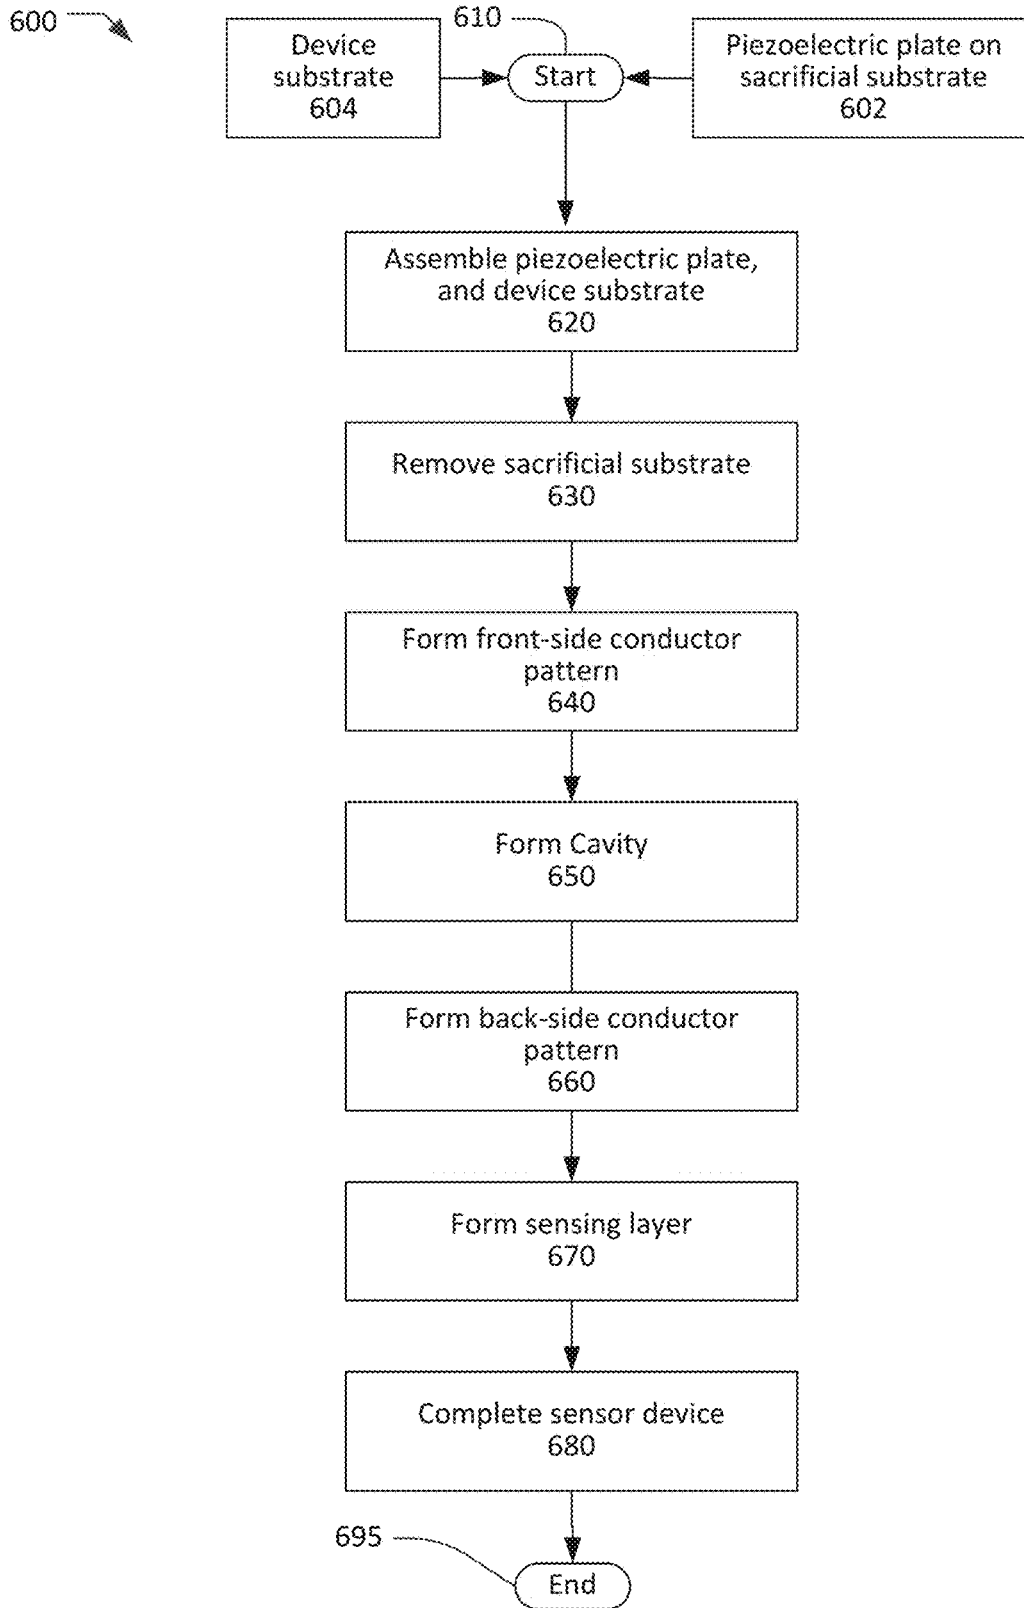 600
610
Device
substrate
604
Start
Piezoelectric plate on
sacrificial substrate
602
Assemble piezoelectric plate,
and device substrate
620
Remove sacrificial substrate
630
Form front-side conductor
pattern
640
Form Cavity
650
Form back-side conductor
pattern
660
Form sensing layer
670
Complete sensor device
680
695
End